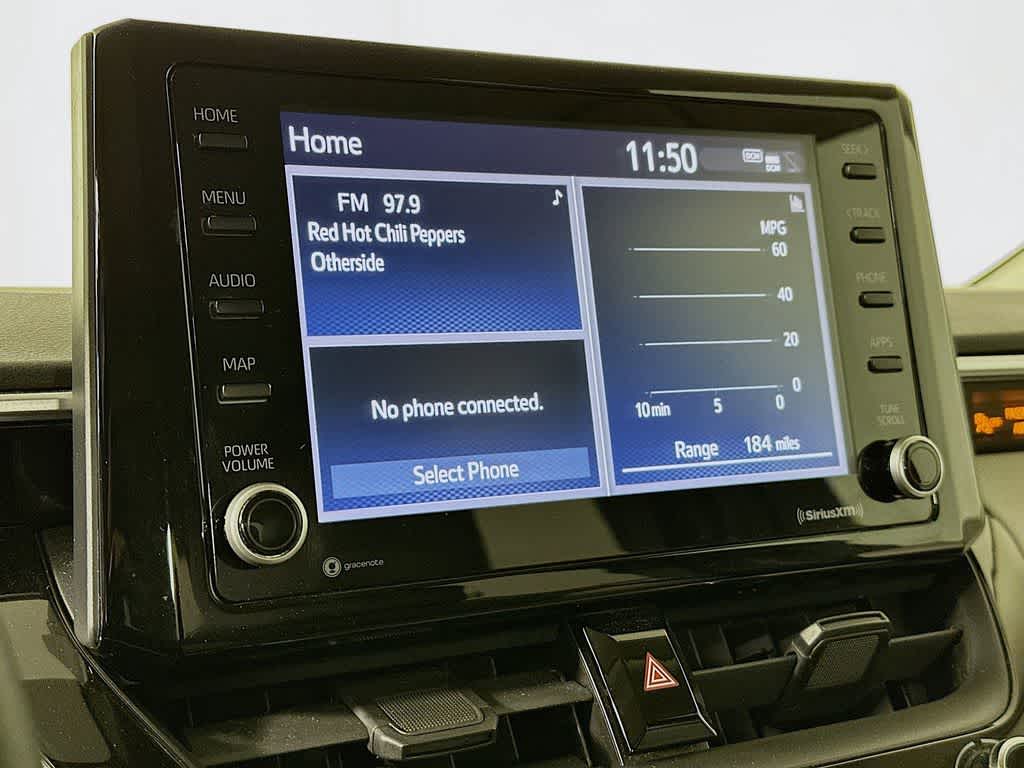 HOME
MENU
AUDIO
MAP
POWER
VOLUME
Home
11:50
DCM
DCM
FM 97.9
Red Hot Chili Peppers
Otherside
No phone connected.
Select Phone
MPG
60
40
20
0
10 min 5 0
Range 184 miles
SEEK >
< TRACK
PHONE
APPS
TUNE
SCROLL
gracenote
((SiriusXM))